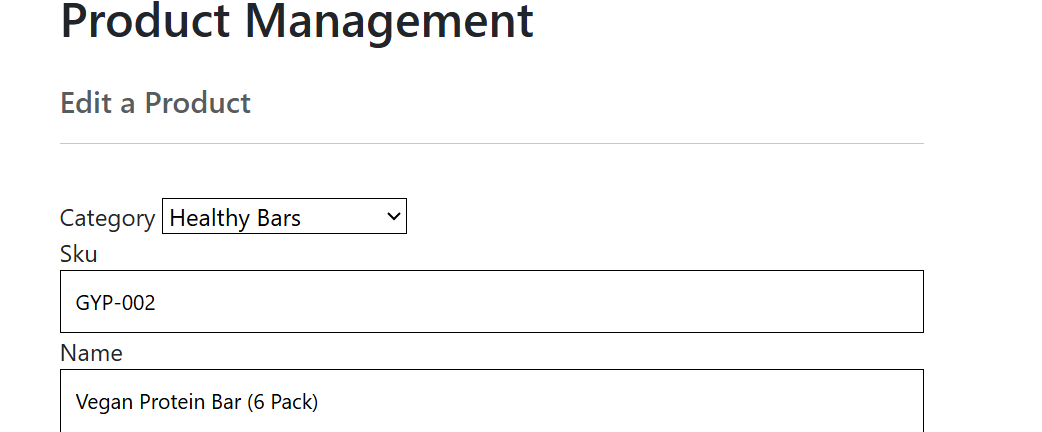 Product Management
Edit a Product
Category Healthy Bars
Sku
GYP-002
Name
Vegan Protein Bar (6 Pack)